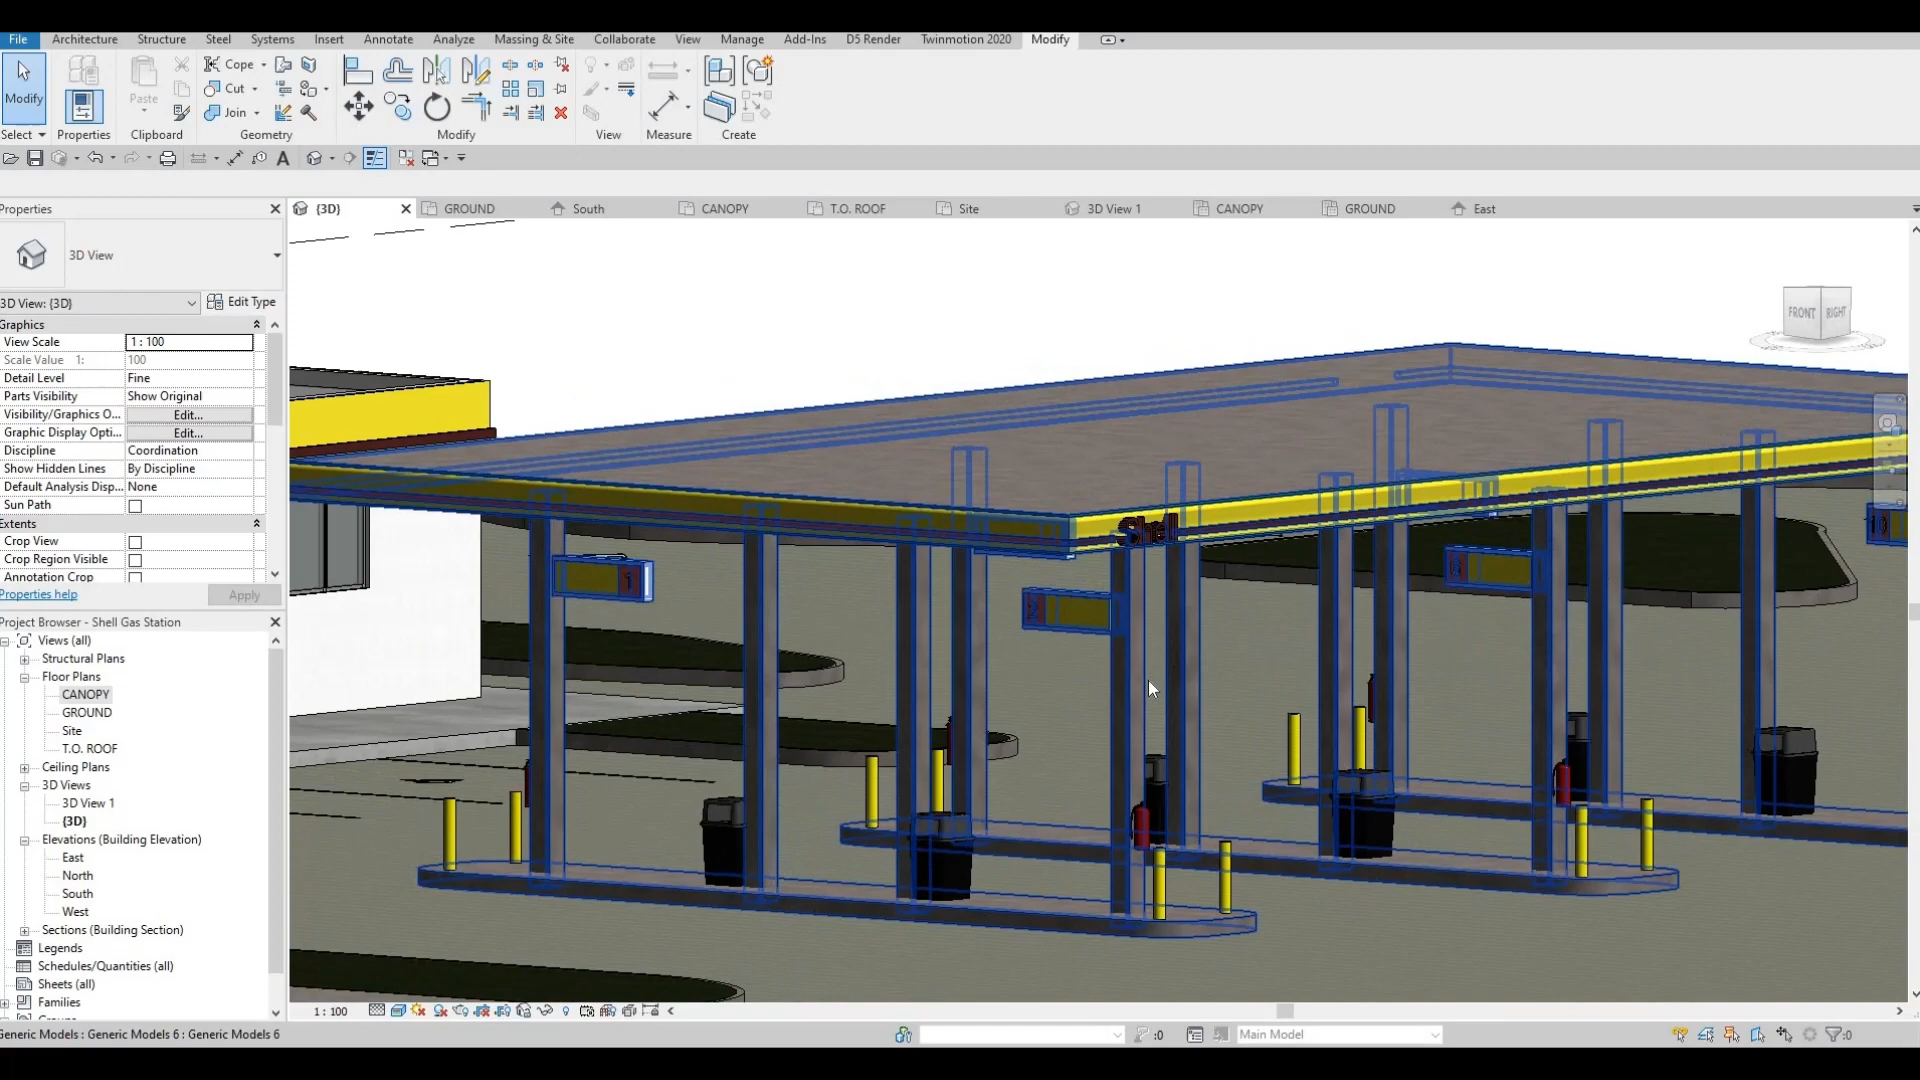 File Architecture Structure Steel Systems Insert Annotate Analyze Massing & Site Collaborate View Manage Add-Ins D5 Render Twinmotion 2020 Modify
Modify Paste Cope Cut Join
Select Properties Clipboard Geometry Modify View Measure Create
Properties
{3D} GROUND South CANOPY T.O. ROOF Site 3D View 1 CANOPY GROUND East
3D View
3D View: {3D} Edit Type
Graphics
View Scale 1 : 100
Scale Value 1: 100
Detail Level Fine
Parts Visibility Show Original
Visibility/Graphics O... Edit...
Graphic Display Opti... Edit...
Discipline Coordination
Show Hidden Lines By Discipline
Default Analysis Disp... None
Sun Path
Extents
Crop View
Crop Region Visible
Annotation Crop
Properties help Apply
Project Browser - Shell Gas Station
Views (all)
Structural Plans
Floor Plans
CANOPY
GROUND
Site
T.O. ROOF
Ceiling Plans
3D Views
3D View 1
{3D}
Elevations (Building Elevation)
East
North
South
West
Sections (Building Section)
Legends
Schedules/Quantities (all)
Sheets (all)
Families
FRONT RIGHT
Shell
1
2
10
1 : 100
Generic Models : Generic Models 6 : Generic Models 6
:0 Main Model :0